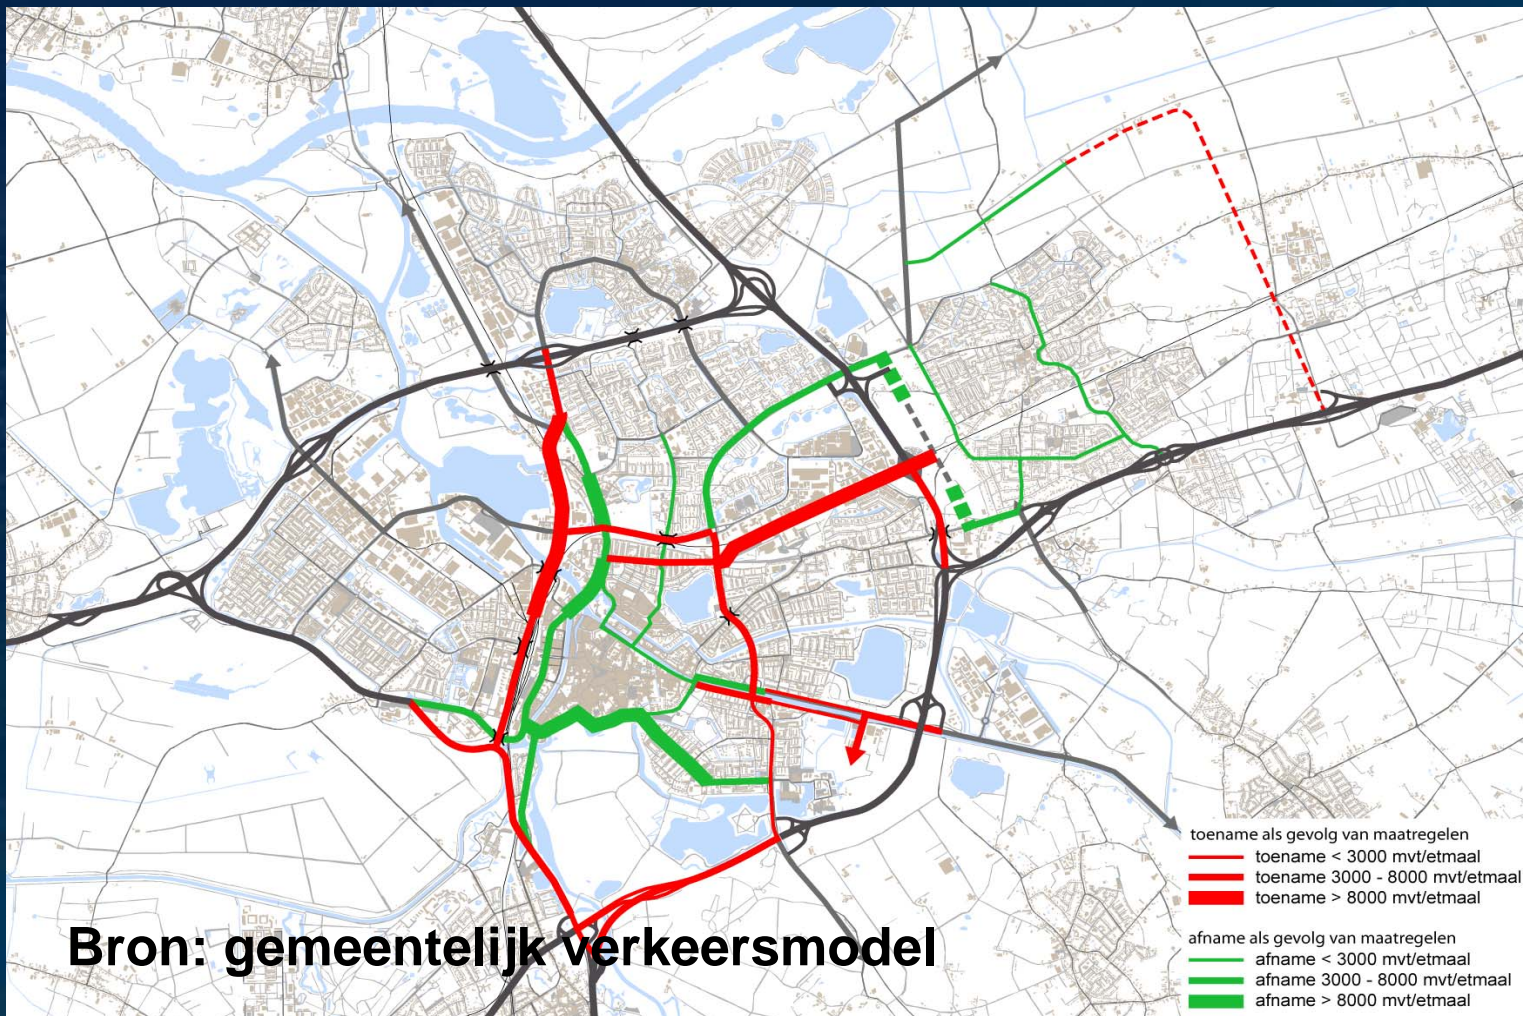 toename als gevolg van maatregelen
toename < 3000 mvt/etmaal
toename 3000 - 8000 mvt/etmaal
toename > 8000 mvt/etmaal
afname als gevolg van maatregelen
afname < 3000 mvt/etmaal
afname 3000 - 8000 mvt/etmaal
afname > 8000 mvt/etmaal
Bron: gemeentelijk verkeersmodel